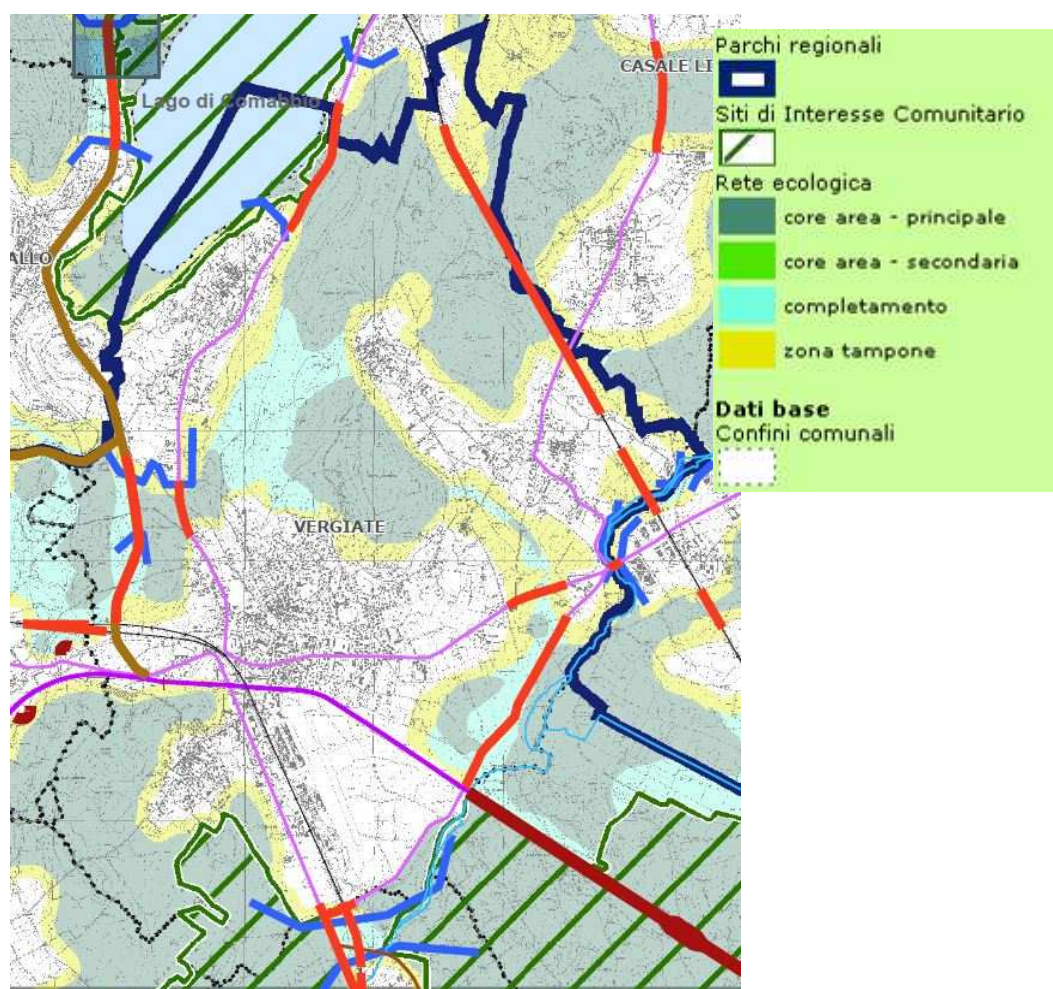 Lago di Comabbio
CASALE LI
ALLO
VERGIATE
Parchi regionali
Siti di Interesse Comunitario
Rete ecologica
core area - principale
core area - secondaria
completamento
zona tampone
Dati base
Confini comunali